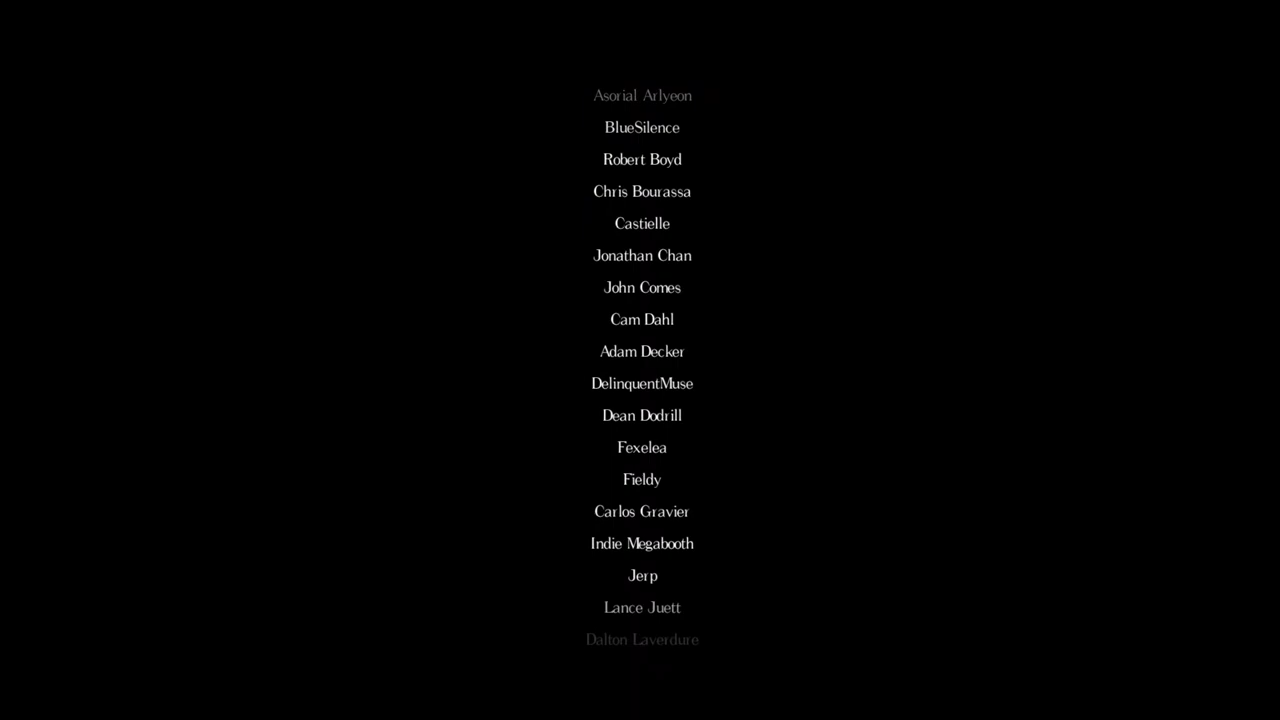 Asorial Arlyeon
BlueSilence
Robert Boyd
Chris Bourassa
Castielle
Jonathan Chan
John Comes
Cam Dahl
Adam Decker
DelinquentMuse
Dean Dodrill
Fexelea
Fieldy
Carlos Gravier
Indie Megabooth
Jerp
Lance Juett
Dalton Laverdure